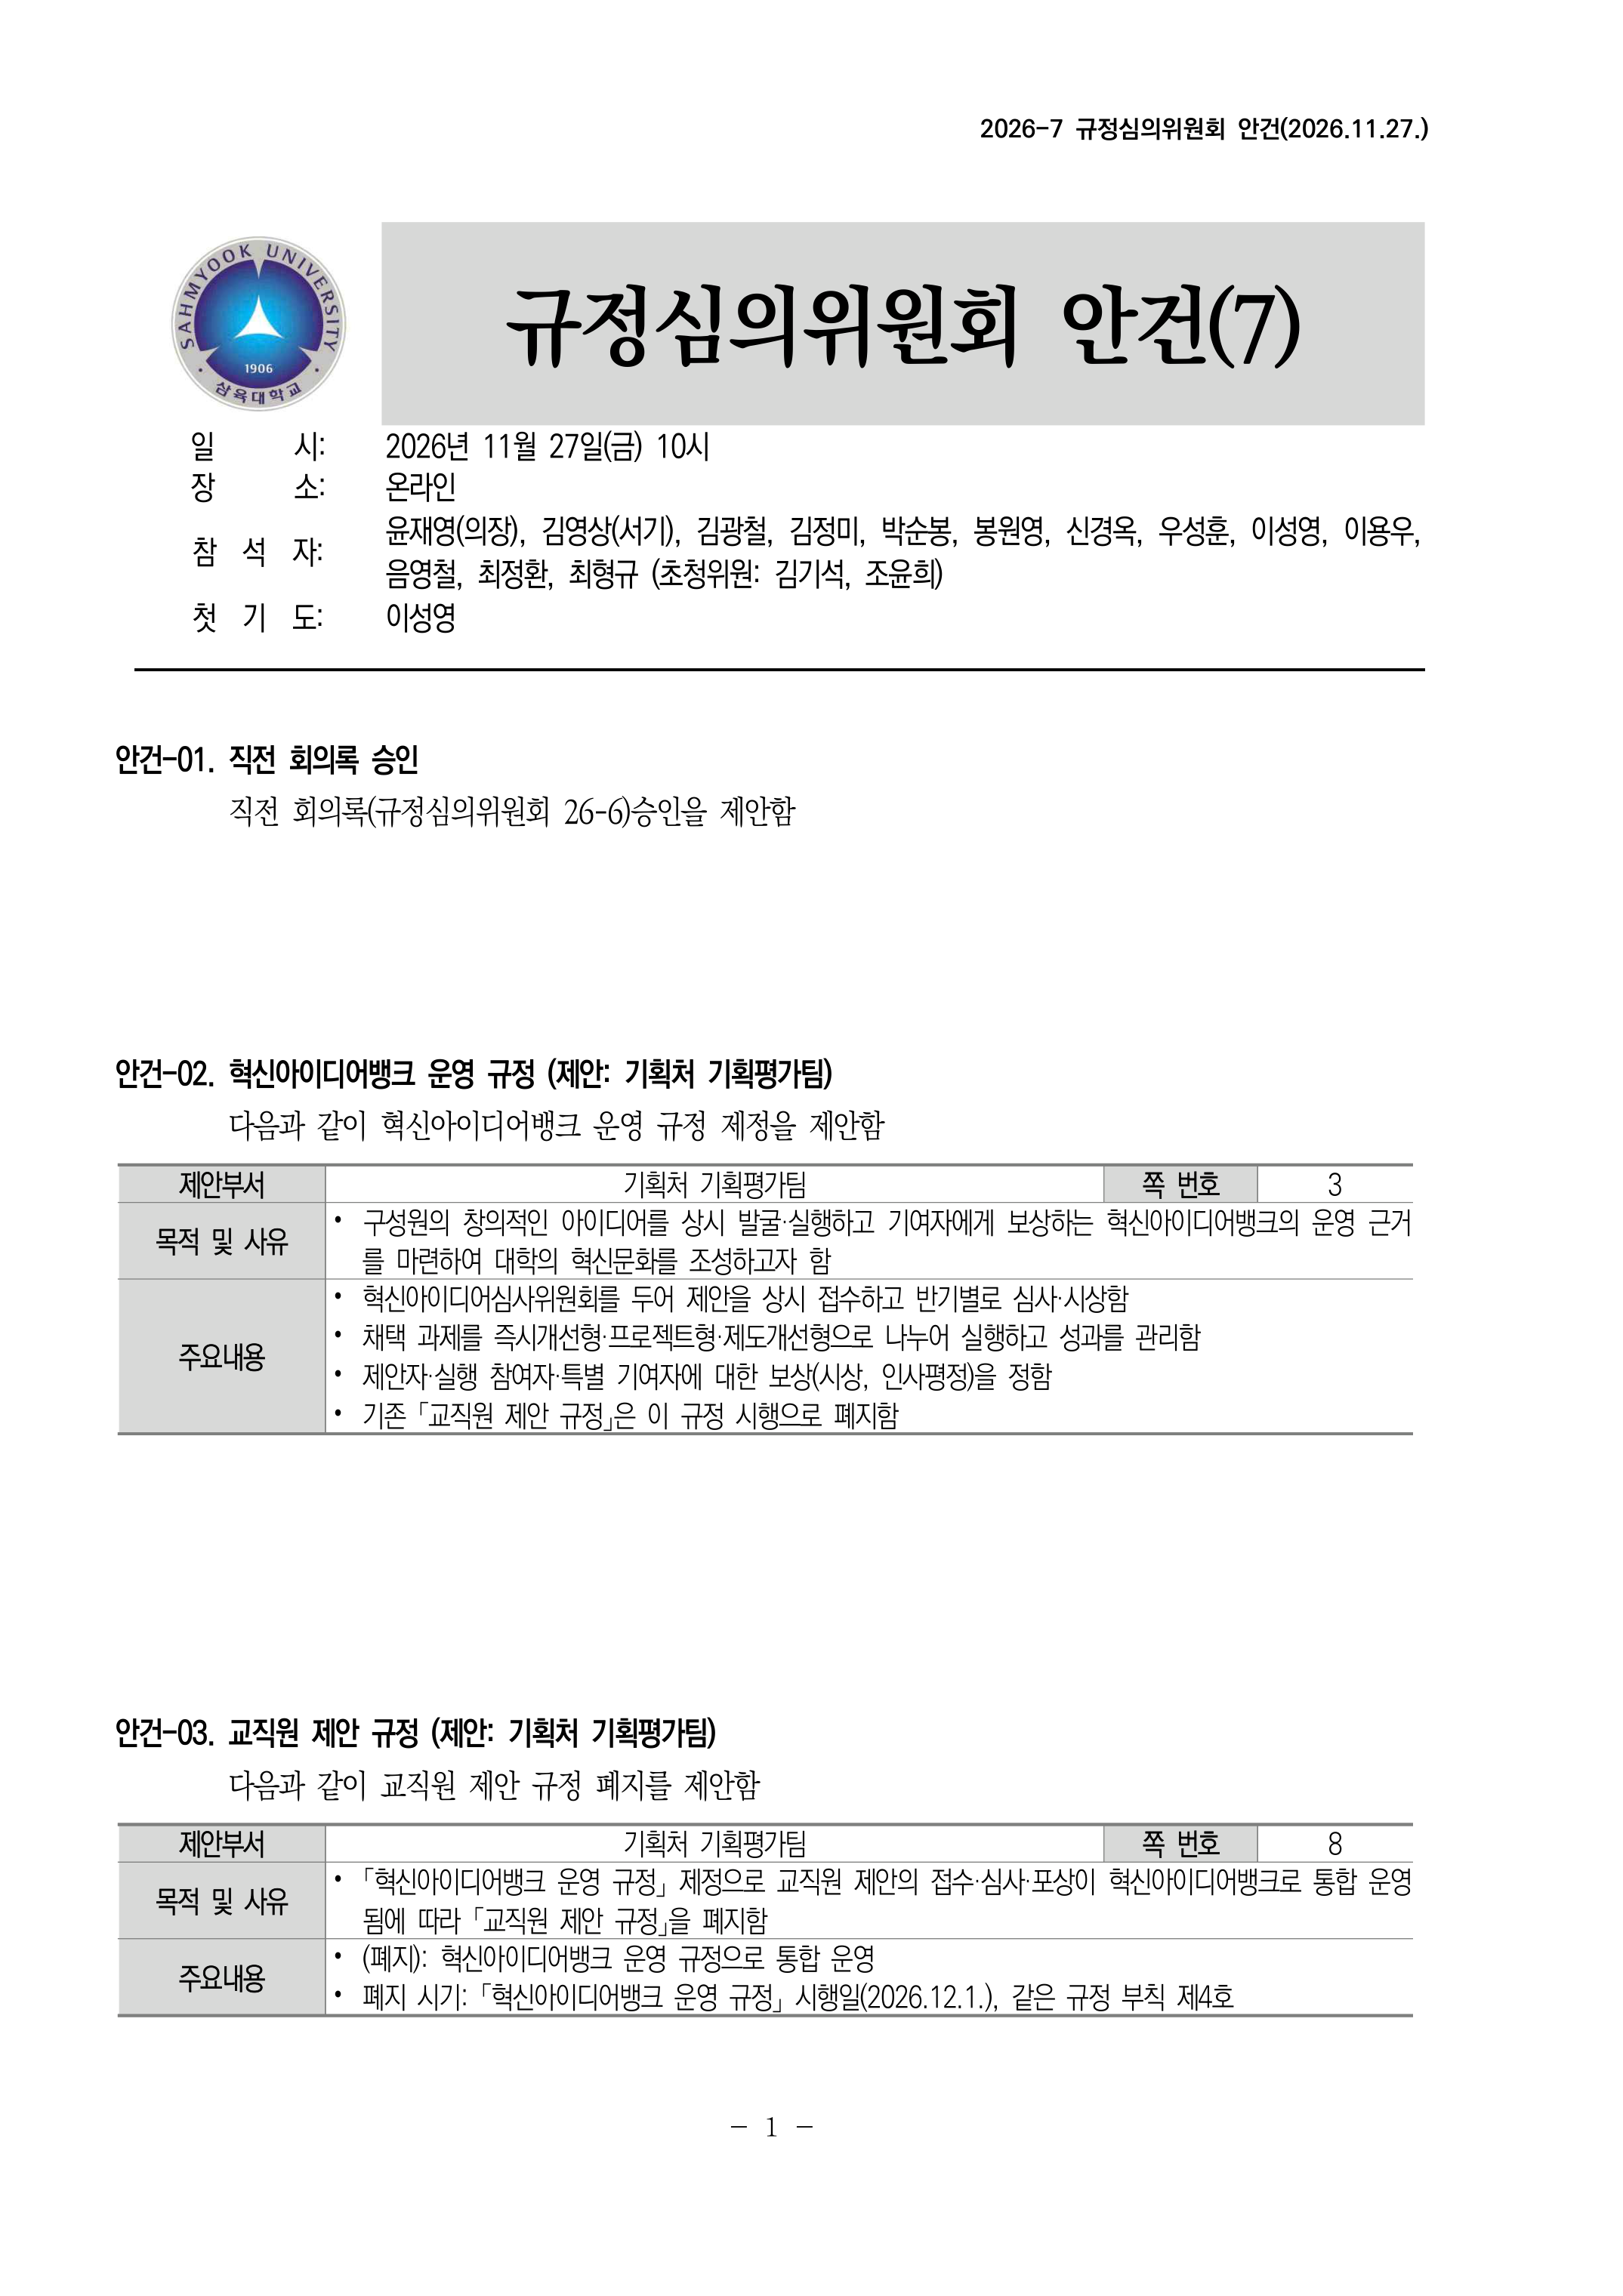 2026-7 규정심의위원회 안건(2026.11.27.)
SAHMYOOK UNIVERSITY
1906
삼육대학교
규정심의위원회 안건(7)
일 시: 2026년 11월 27일(금) 10시
장 소: 온라인
참 석 자: 윤재영(의장), 김영상(서기), 김광철, 김정미, 박순봉, 봉원영, 신경옥, 우성훈, 이성영, 이용우,
음영철, 최정환, 최형규 (초청위원: 김기석, 조윤희)
첫 기 도: 이성영
안건-01. 직전 회의록 승인
직전 회의록(규정심의위원회 26-6)승인을 제안함
안건-02. 혁신아이디어뱅크 운영 규정 (제안: 기획처 기획평가팀)
다음과 같이 혁신아이디어뱅크 운영 규정 제정을 제안함
제안부서 기획처 기획평가팀 쪽 번호 3
목적 및 사유
• 구성원의 창의적인 아이디어를 상시 발굴·실행하고 기여자에게 보상하는 혁신아이디어뱅크의 운영 근거
를 마련하여 대학의 혁신문화를 조성하고자 함
주요내용
• 혁신아이디어심사위원회를 두어 제안을 상시 접수하고 반기별로 심사·시상함
• 채택 과제를 즉시개선형·프로젝트형·제도개선형으로 나누어 실행하고 성과를 관리함
• 제안자·실행 참여자·특별 기여자에 대한 보상(시상, 인사평정)을 정함
• 기존 「교직원 제안 규정」은 이 규정 시행으로 폐지함
안건-03. 교직원 제안 규정 (제안: 기획처 기획평가팀)
다음과 같이 교직원 제안 규정 폐지를 제안함
제안부서 기획처 기획평가팀 쪽 번호 8
목적 및 사유
• 「혁신아이디어뱅크 운영 규정」 제정으로 교직원 제안의 접수·심사·포상이 혁신아이디어뱅크로 통합 운영
됨에 따라 「교직원 제안 규정」을 폐지함
주요내용
• (폐지): 혁신아이디어뱅크 운영 규정으로 통합 운영
• 폐지 시기: 「혁신아이디어뱅크 운영 규정」 시행일(2026.12.1.), 같은 규정 부칙 제4호
- 1 -